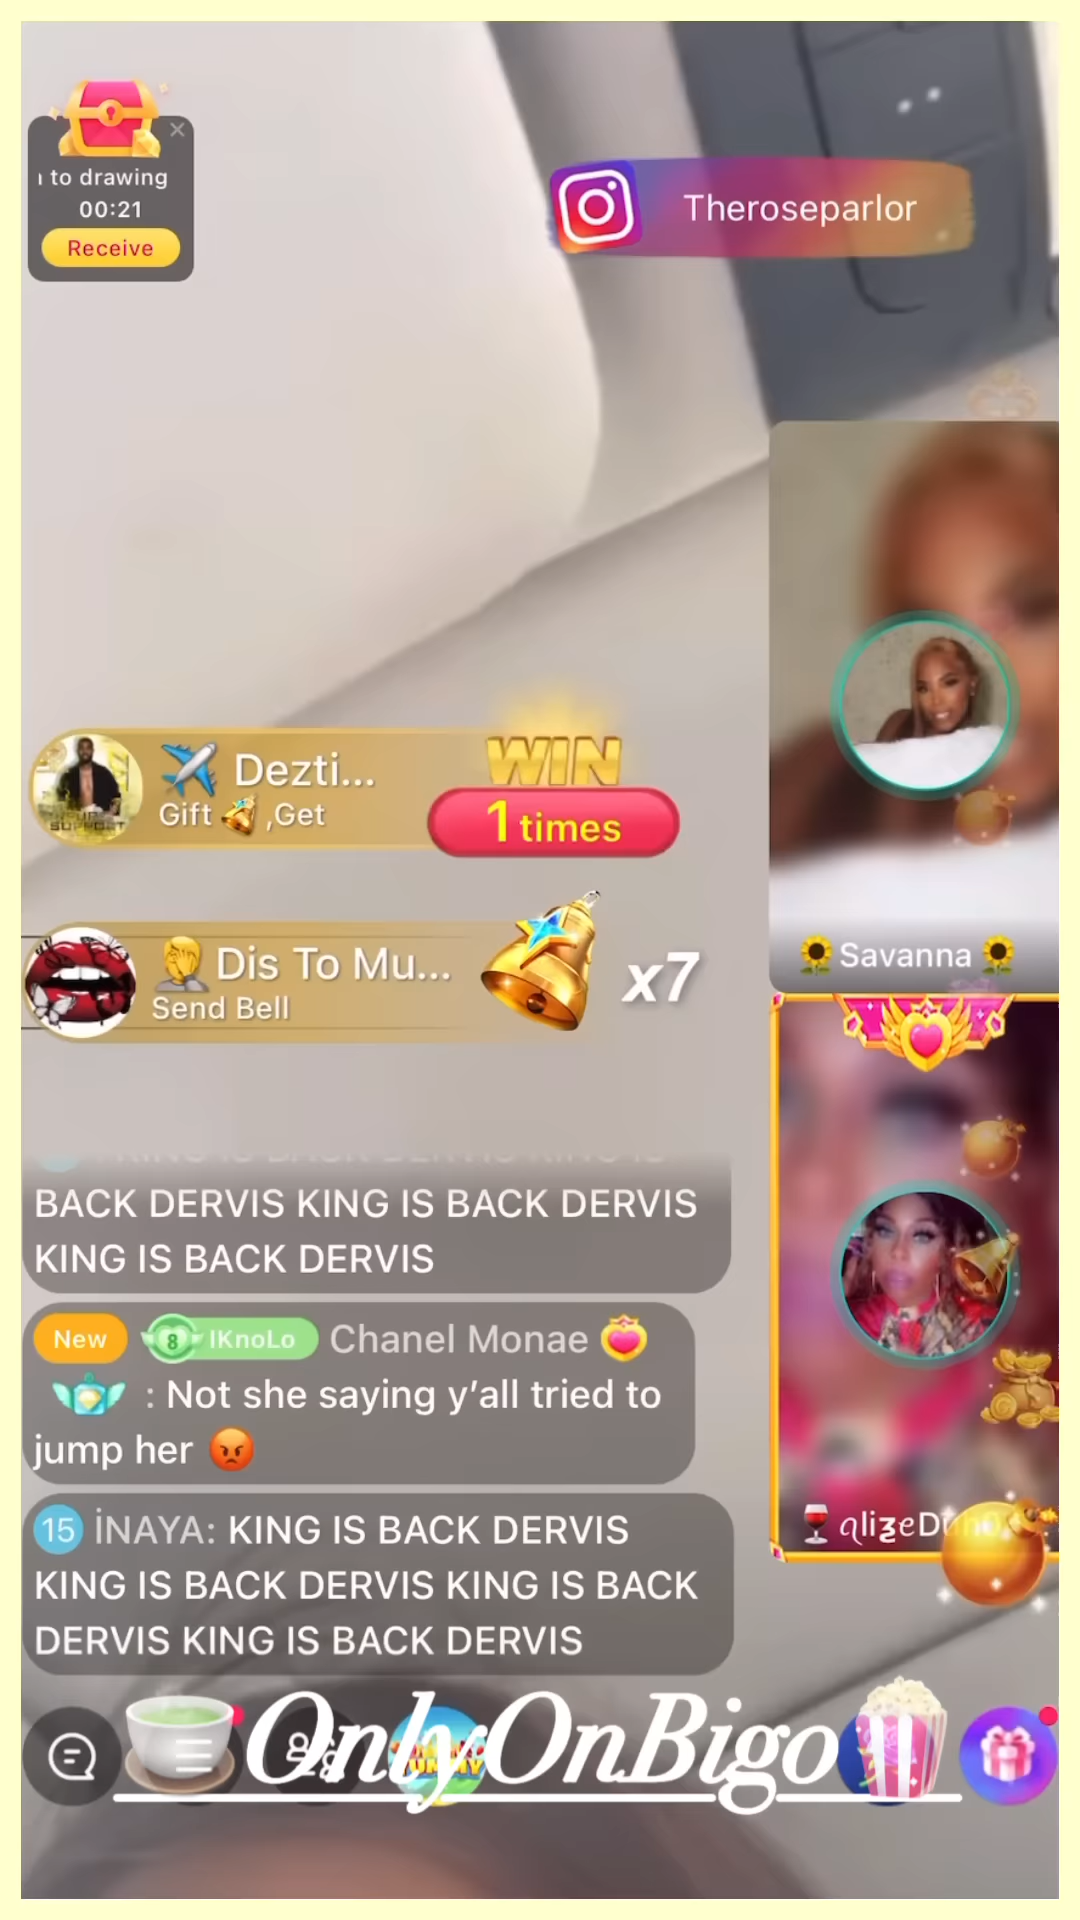 to drawing
00:21
Receive
Theroseparlor
Dezti...
Gift ,Get
WIN
1 times
Dis To Mu...
Send Bell
x7
Savanna
BACK DERVIS KING IS BACK DERVIS
KING IS BACK DERVIS
New 8 IKnoLo Chanel Monae
: Not she saying y’all tried to
jump her 😡
15 İNAYA: KING IS BACK DERVIS
KING IS BACK DERVIS KING IS BACK
DERVIS KING IS BACK DERVIS
OnlyOnBigo